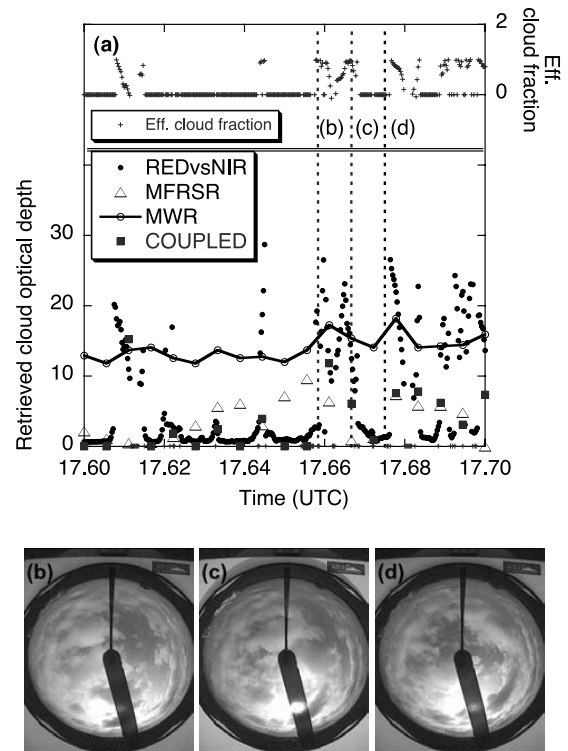 (a)
2
0
Eff.
cloud fraction
Eff. cloud fraction
(b)
(c)
(d)
REDvsNIR
MFRSR
MWR
COUPLED
Retrieved cloud optical depth
30
20
10
0
17.60
17.62
17.64
17.66
17.68
17.70
Time (UTC)
(b)
(c)
(d)